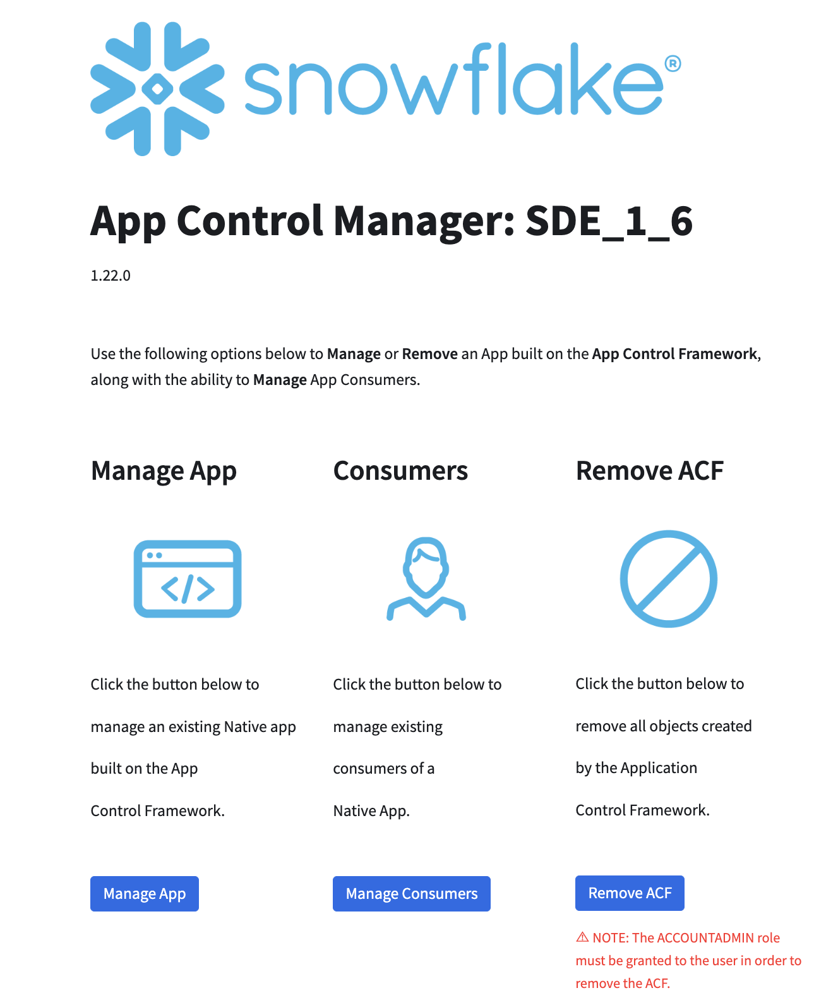 snowflake®
App Control Manager: SDE_1_6
1.22.0
Use the following options below to Manage or Remove an App built on the App Control Framework,
along with the ability to Manage App Consumers.
Manage App
Click the button below to
manage an existing Native app
built on the App
Control Framework.
Manage App
Consumers
Click the button below to
manage existing
consumers of a
Native App.
Manage Consumers
Remove ACF
Click the button below to
remove all objects created
by the Application
Control Framework.
Remove ACF
⚠ NOTE: The ACCOUNTADMIN role
must be granted to the user in order to
remove the ACF.